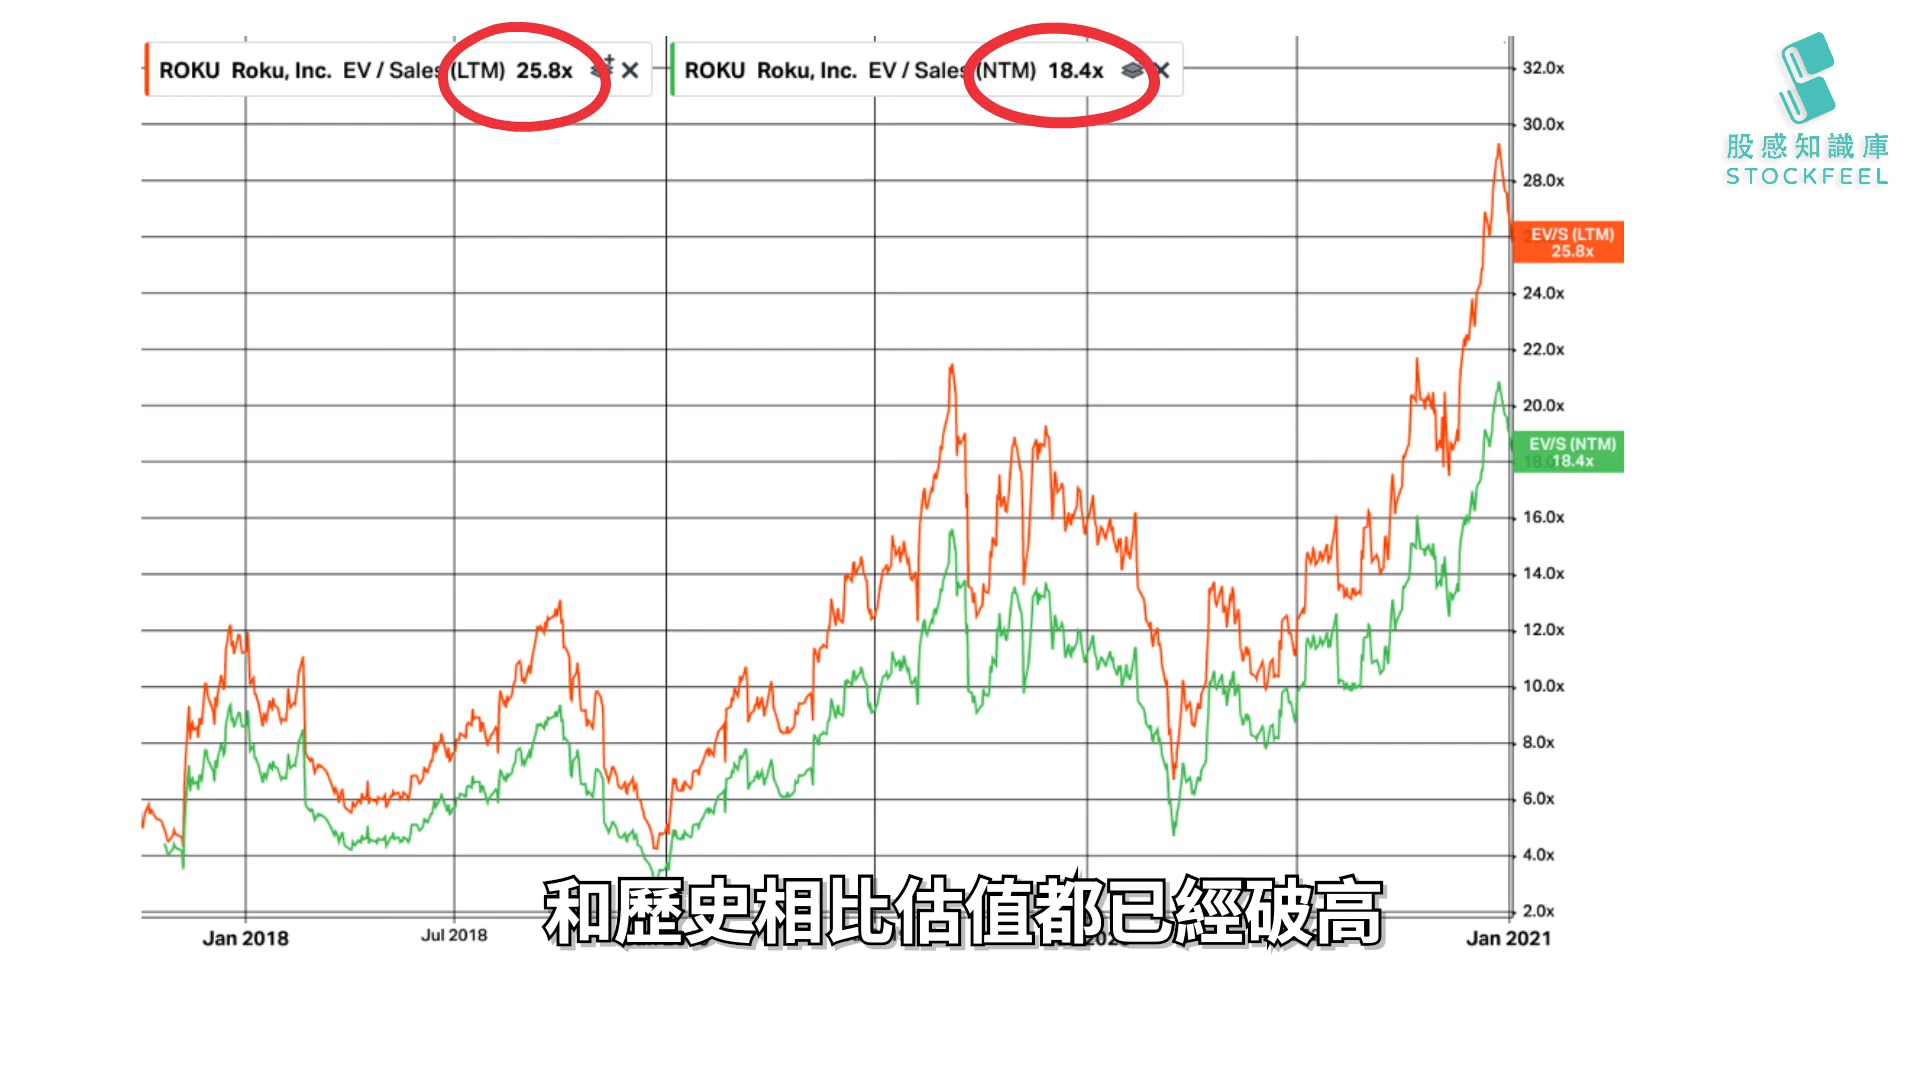 ROKU Roku, Inc. EV / Sales (LTM) 25.8x
ROKU Roku, Inc. EV / Sales (NTM) 18.4x
股感知識庫
STOCKFEEL
32.0x
30.0x
28.0x
EV/S (LTM)
25.8x
24.0x
22.0x
20.0x
EV/S (NTM)
18.4x
16.0x
14.0x
12.0x
10.0x
8.0x
6.0x
4.0x
2.0x
和歷史相比估值都已經破高
Jan 2018
Jul 2018
Jan 2021